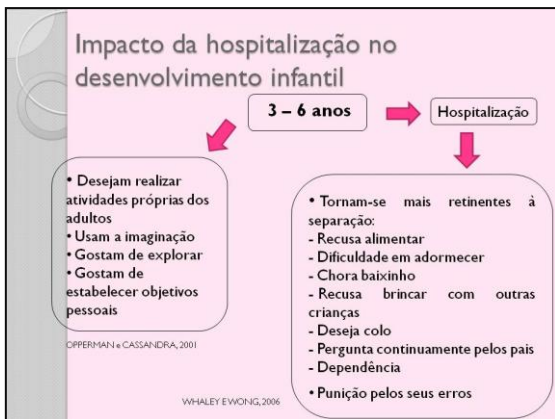 Impacto da hospitalização no
desenvolvimento infantil
3 – 6 anos
Hospitalização
• Desejam realizar
atividades próprias dos
adultos
• Usam a imaginação
• Gostam de explorar
• Gostam de
estabelecer objetivos
pessoais
OPPERMAN e CASSANDRA, 2001
• Tornam-se mais retinentes à
separação:
- Recusa alimentar
- Dificuldade em adormecer
- Chora baixinho
- Recusa brincar com outras
crianças
- Deseja colo
- Pergunta continuamente pelos pais
- Dependência
• Punição pelos seus erros
WHALEY E WONG, 2006